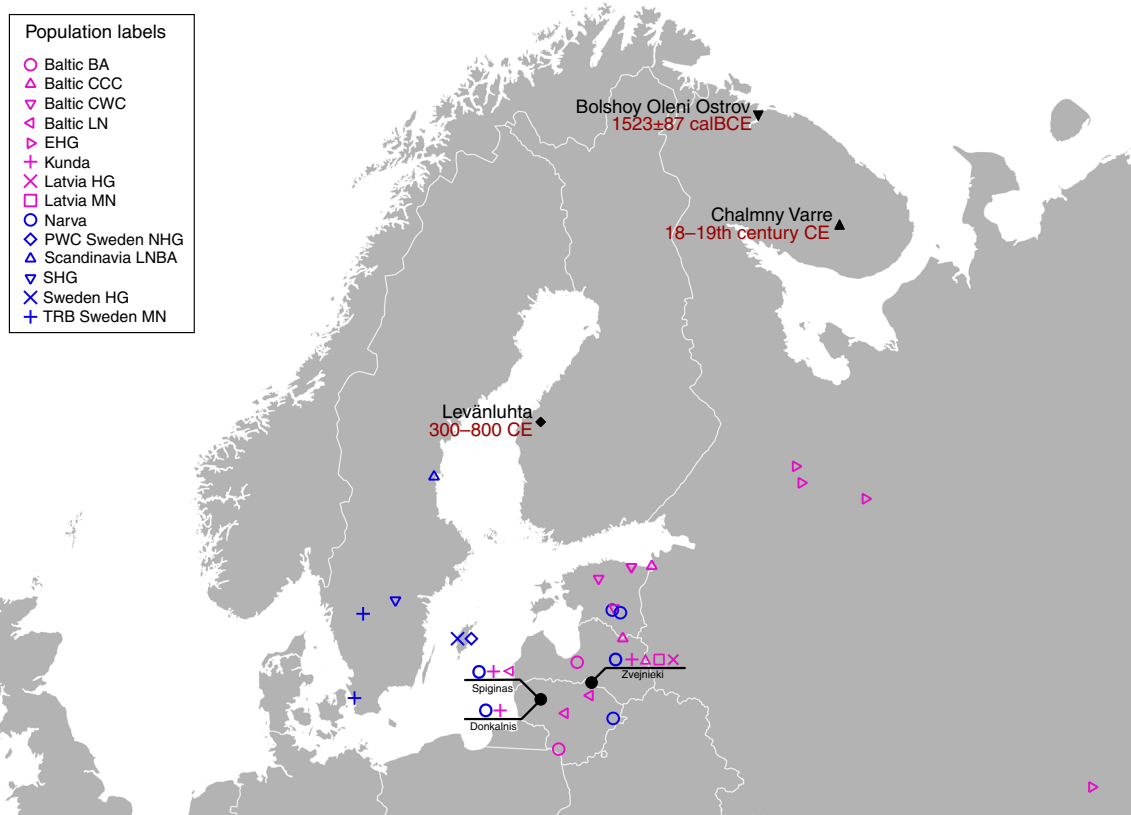 Population labels
Baltic BA
Baltic CCC
Baltic CWC
Baltic LN
EHG
Kunda
Latvia HG
Latvia MN
Narva
PWC Sweden NHG
Scandinavia LNBA
SHG
Sweden HG
TRB Sweden MN
Bolshoy Oleni Ostrov
1523±87 calBCE
Chalmny Varre
18–19th century CE
Levänluhta
300–800 CE
Zvejnieki
Spiginas
Donkalnis